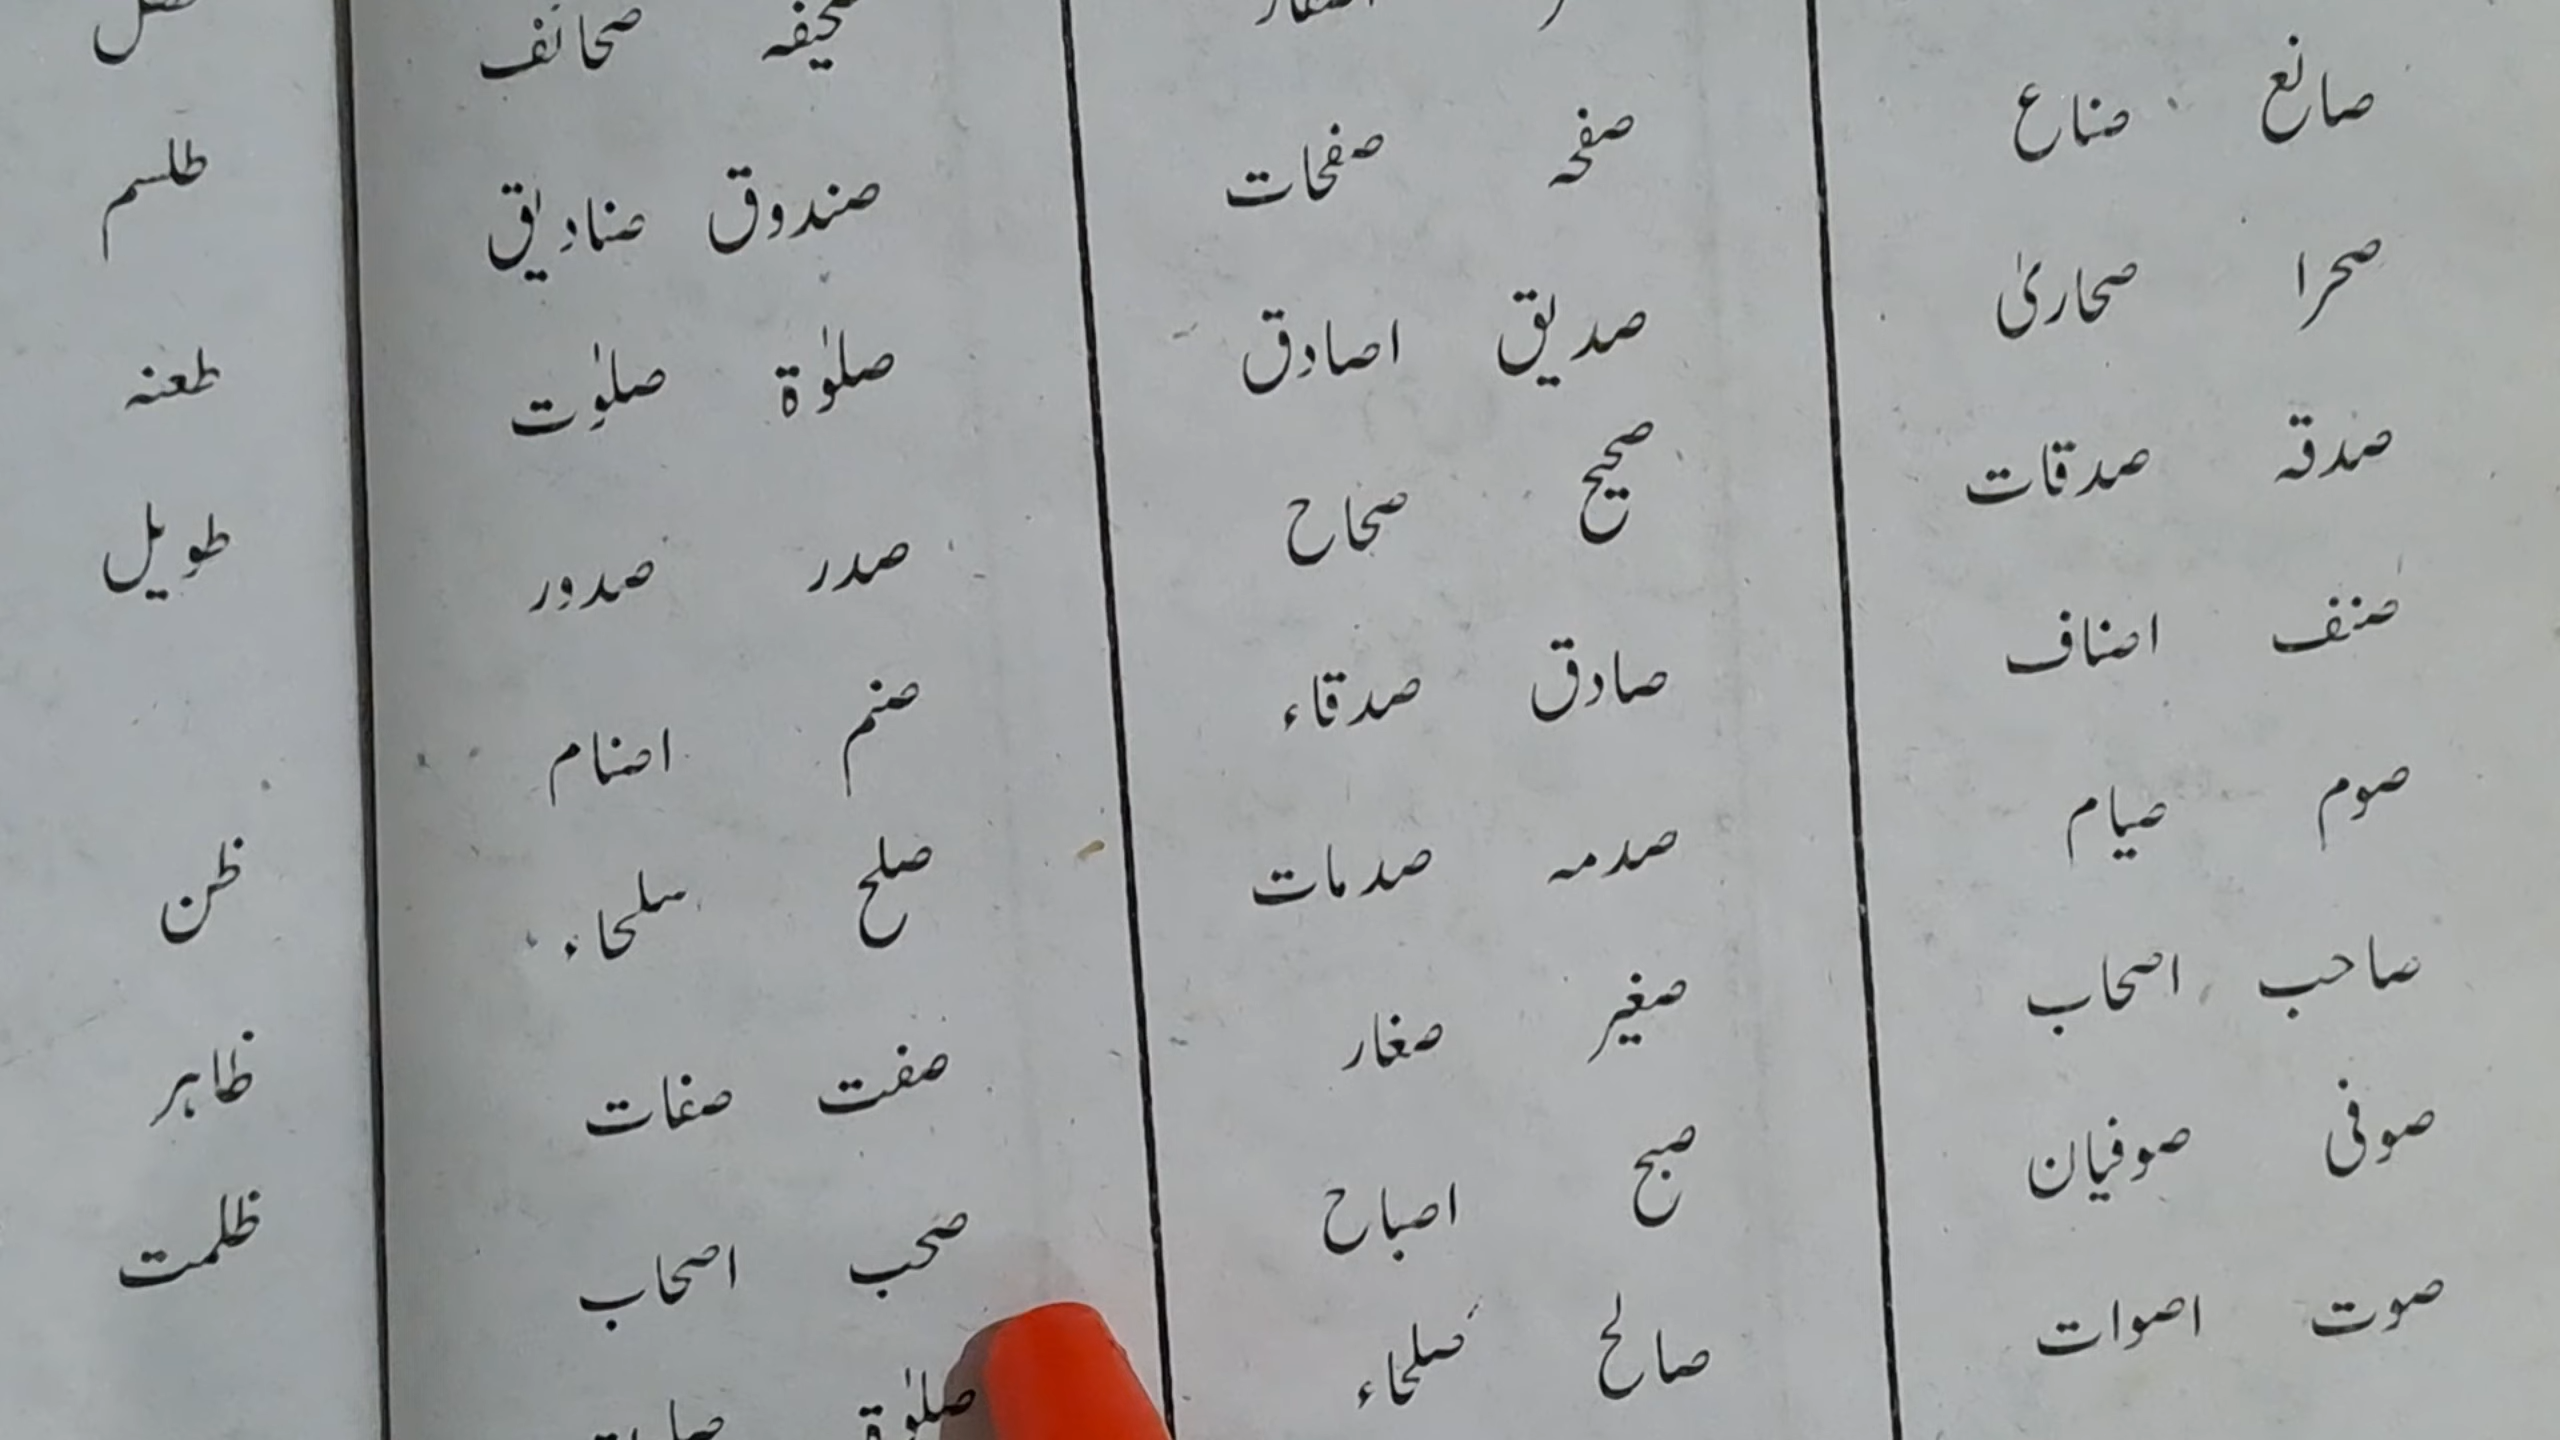 صانع صناع
صحرا صحاریٰ
صدقہ صدقات
صنف اصناف
صوم صیام
صاحب اصحاب
صوفی صوفیان
صوت اصوات
صفحہ صفحات
صدیق اصادق
صحیح صحاح
صادق صدقاء
صدمہ صدمات
صغیر صغار
صبح اصباح
صالح صلحاء
صحائف
صندوق صنادیق
صلوٰۃ صلوٰت
صدر صدور
صنم اصنام
صلح صلحاء
صفت صفات
صحب اصحاب
صلوٰۃ
طلسم
طعنہ
طویل
ظن
ظاہر
ظلمت